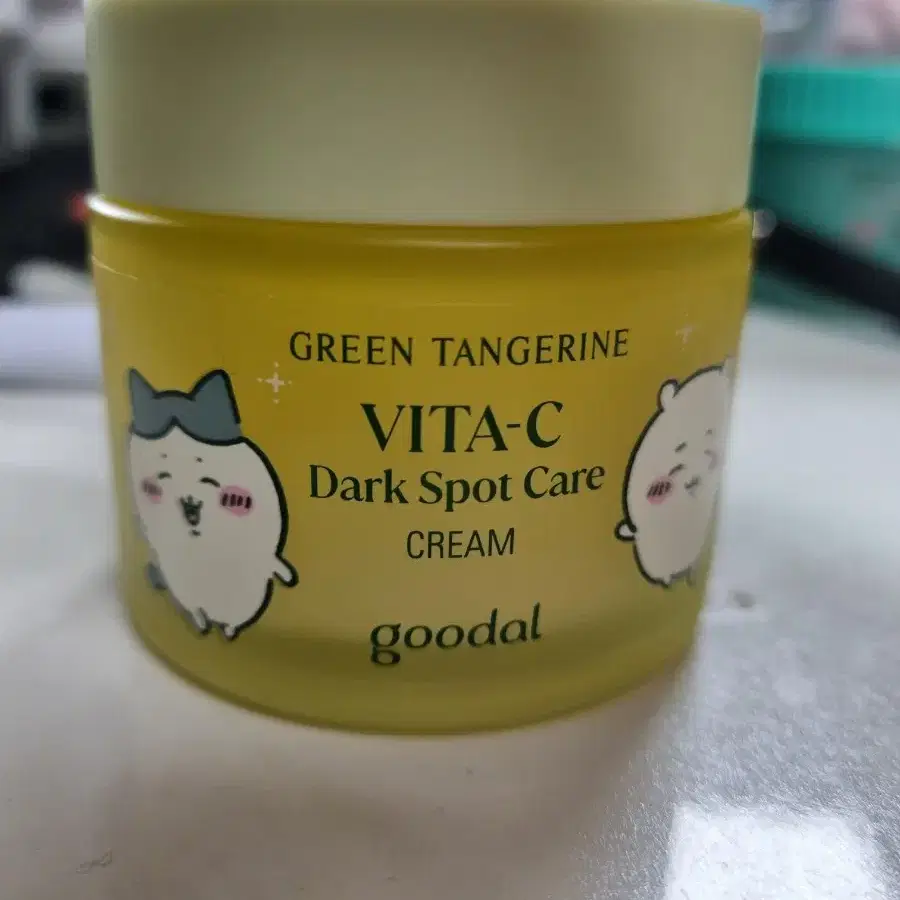 GREEN TANGERINE
VITA-C
Dark Spot Care
CREAM
goodal